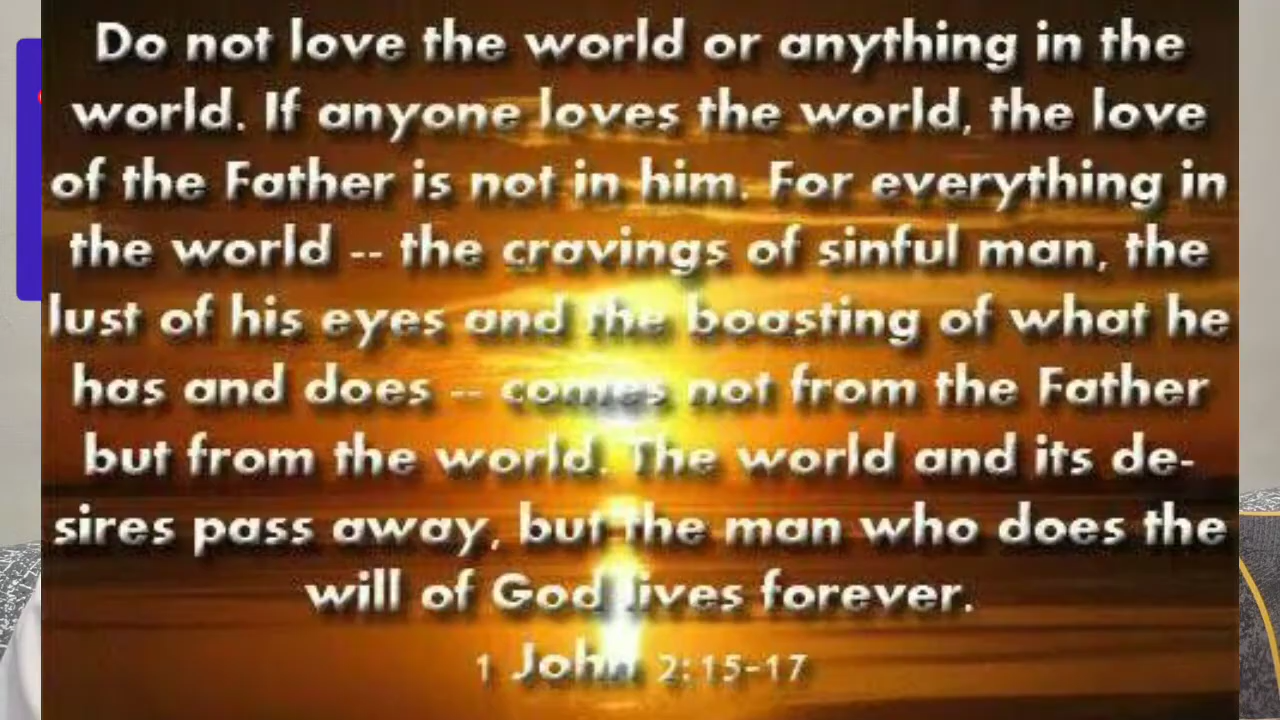 Do not love the world or anything in the
world. If anyone loves the world, the love
of the Father is not in him. For everything in
the world -- the cravings of sinful man, the
lust of his eyes and the boasting of what he
has and does -- comes not from the Father
but from the world. The world and its de-
sires pass away, but the man who does the
will of God lives forever.
1 John 2:15-17